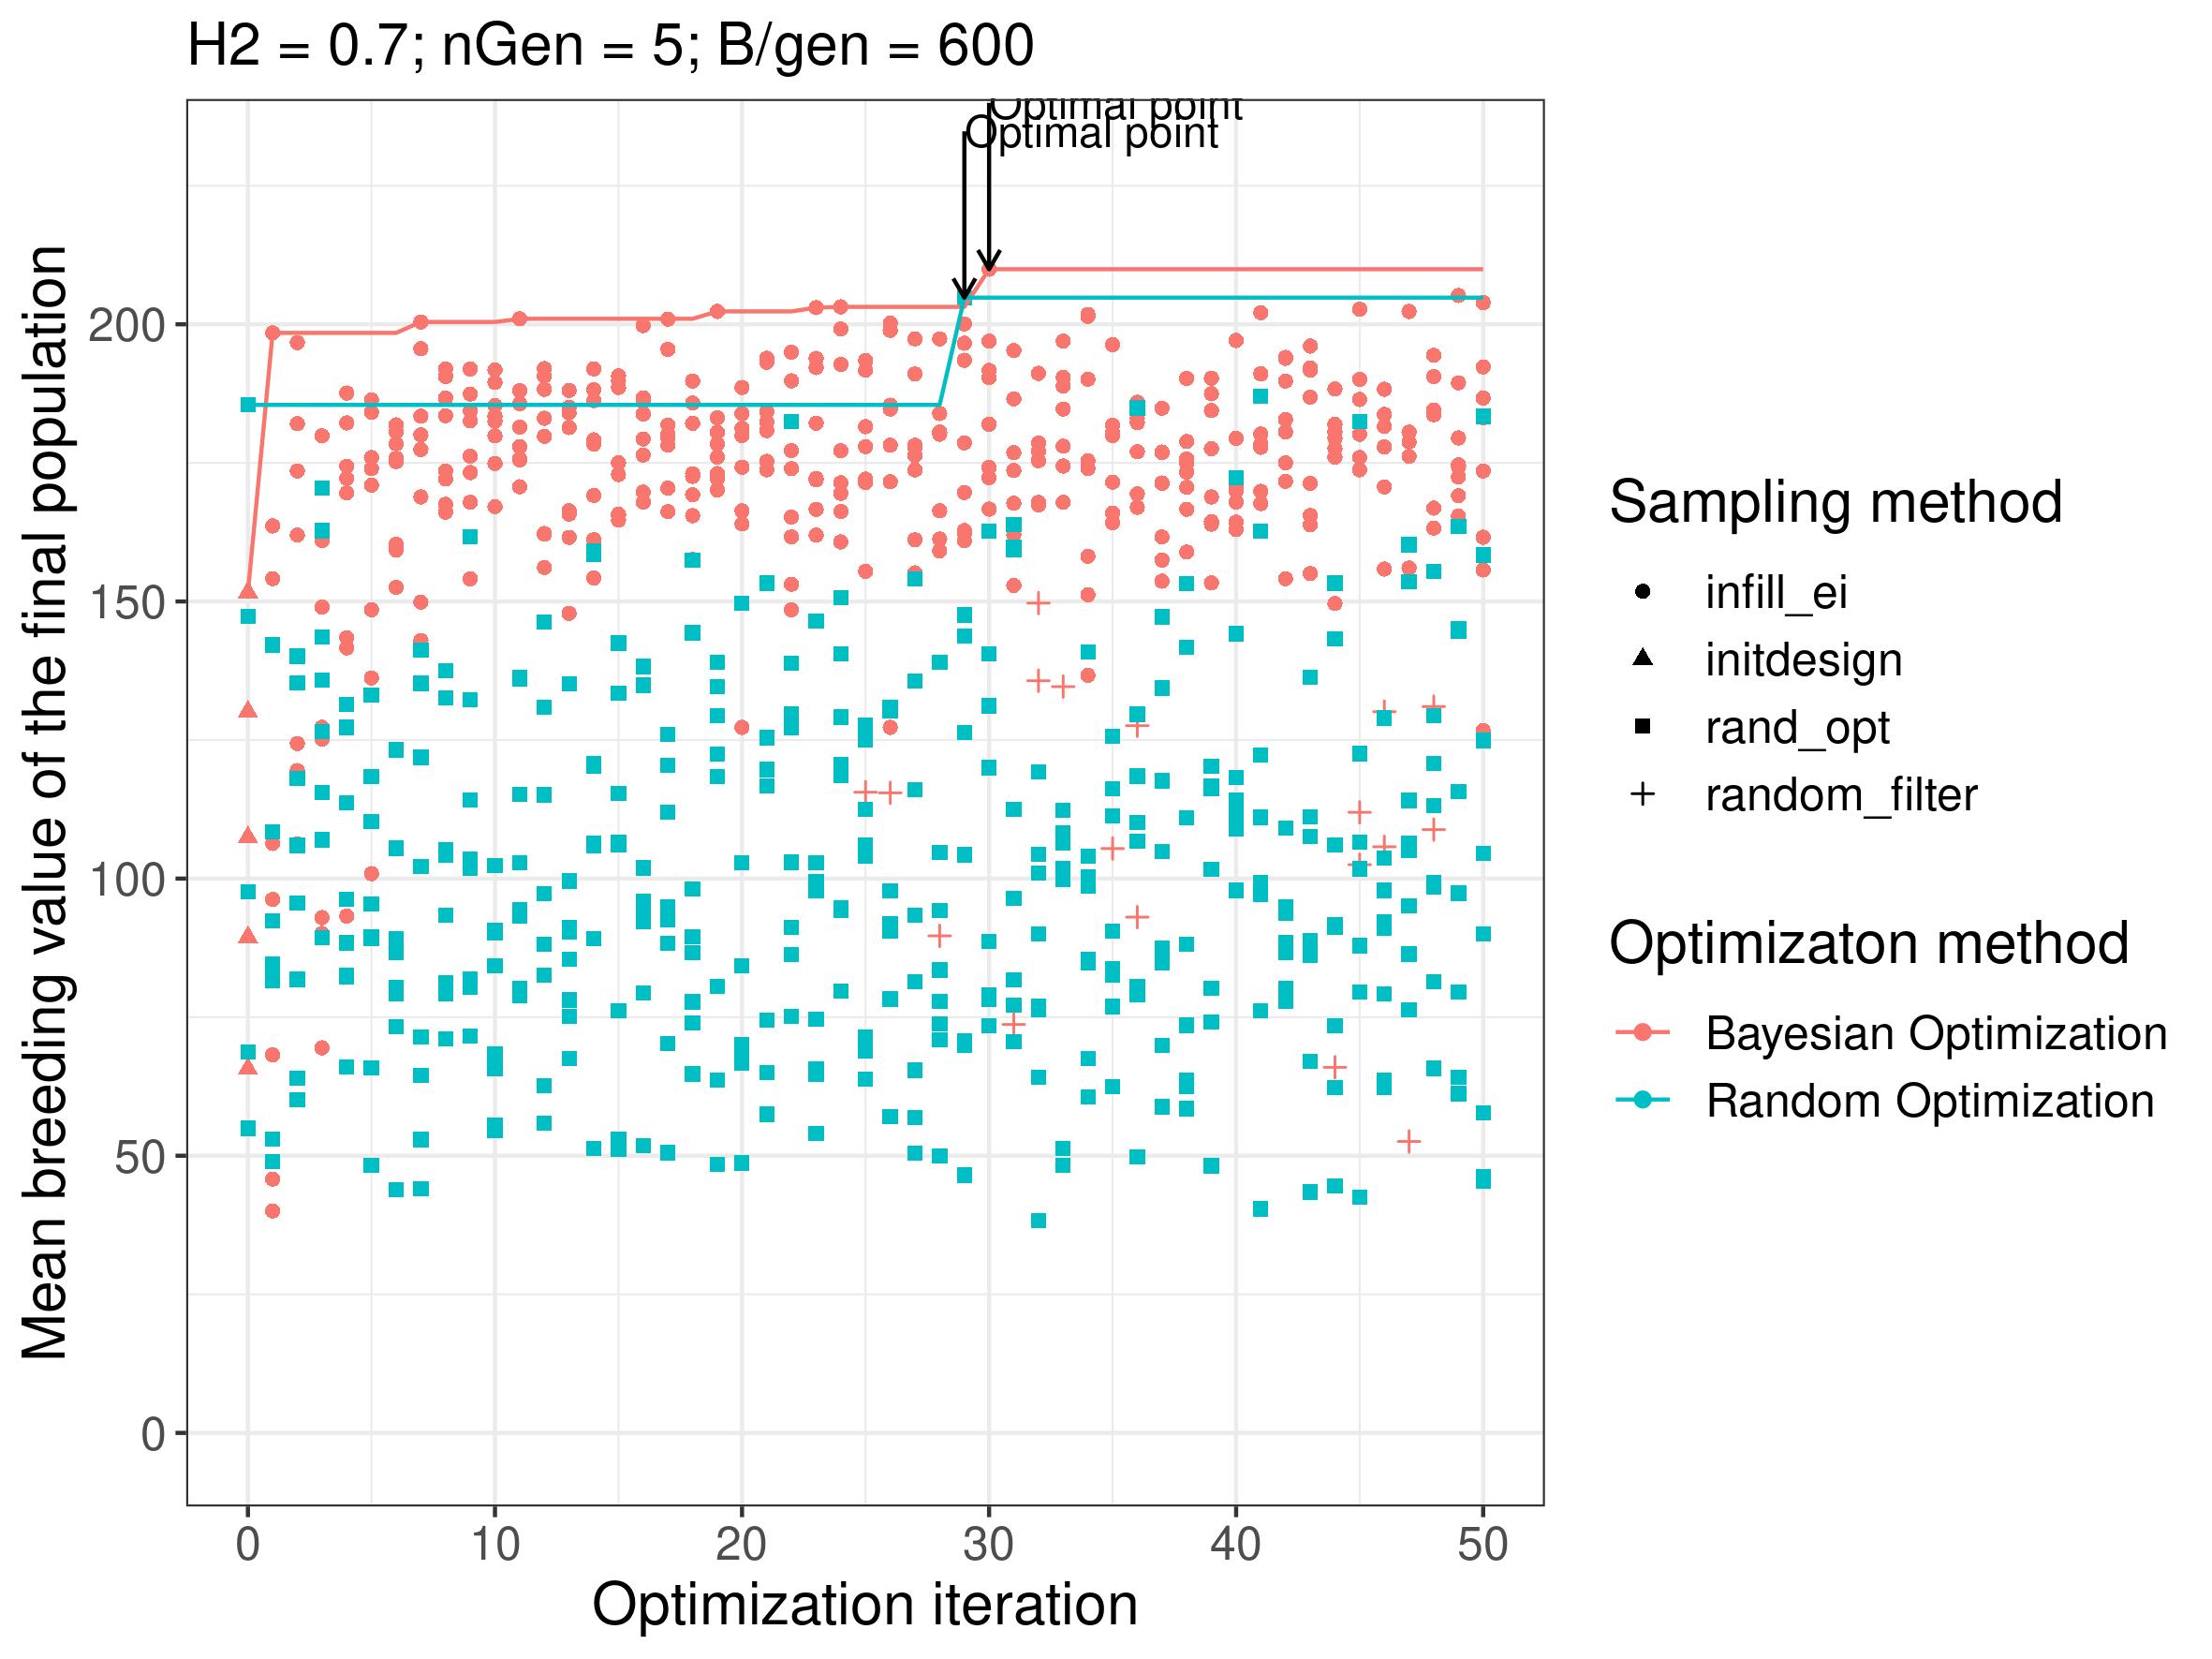 H2 = 0.7; nGen = 5; B/gen = 600
Optimal point
Optimal point
Mean breeding value of the final population
200
150
100
50
0
0 10 20 30 40 50
Optimization iteration
Sampling method
infill_ei
initdesign
rand_opt
random_filter
Optimizaton method
Bayesian Optimization
Random Optimization